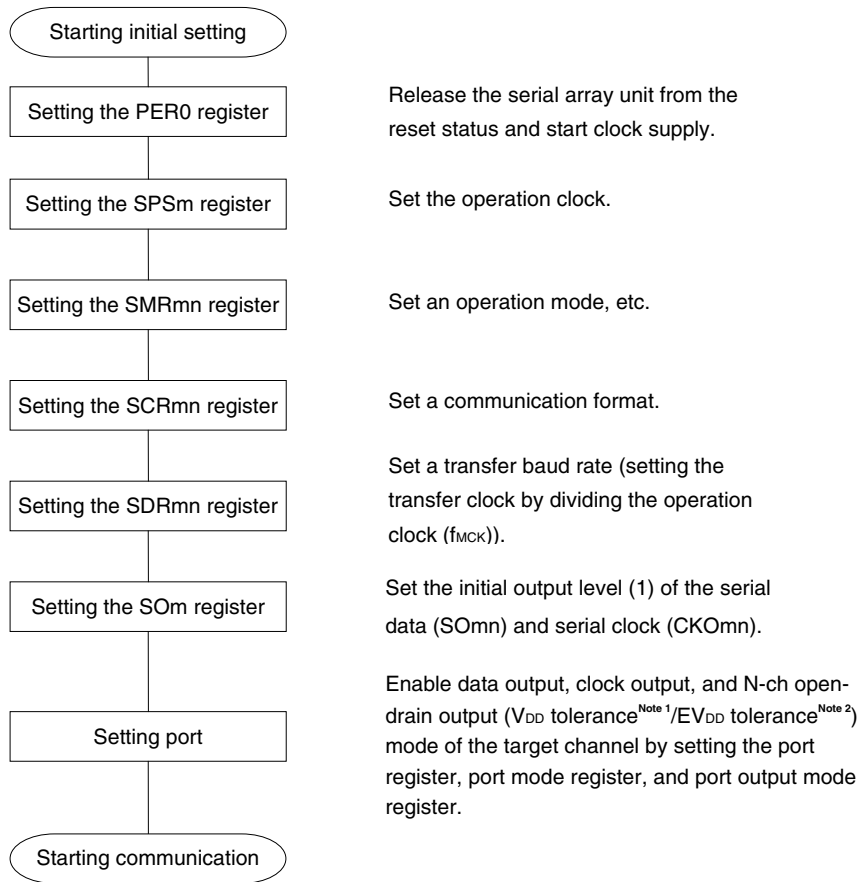 Starting initial setting
Setting the PER0 register
Release the serial array unit from the
reset status and start clock supply.
Setting the SPSm register
Set the operation clock.
Setting the SMRmn register
Set an operation mode, etc.
Setting the SCRmn register
Set a communication format.
Setting the SDRmn register
Set a transfer baud rate (setting the
transfer clock by dividing the operation
clock (fMCK)).
Setting the SOm register
Set the initial output level (1) of the serial
data (SOmn) and serial clock (CKOmn).
Setting port
Enable data output, clock output, and N-ch open-
drain output (VDD tolerance Note 1/EVDD tolerance Note 2)
mode of the target channel by setting the port
register, port mode register, and port output mode
register.
Starting communication